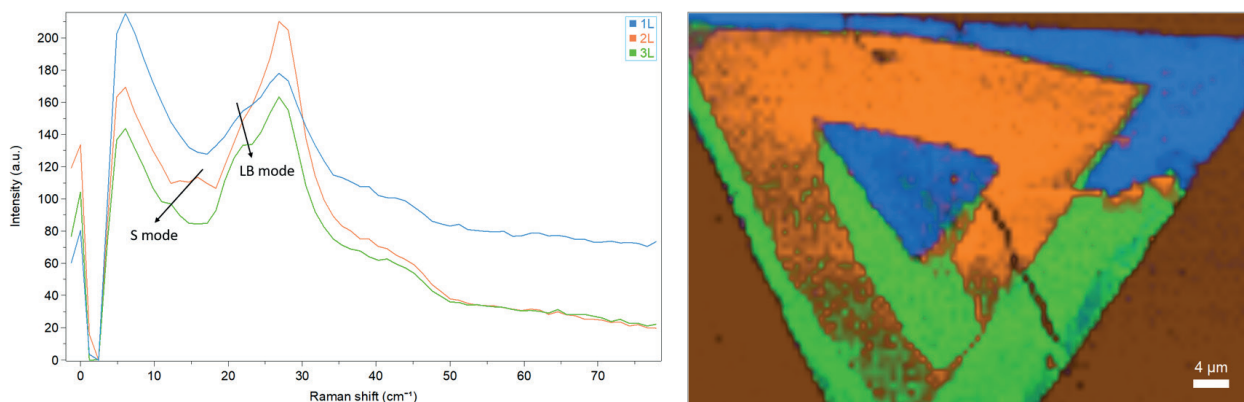 200
180
160
140
120
100
80
60
40
20
0
Intensity (a.u.)
1L
2L
3L
LB mode
S mode
0 10 20 30 40 50 60 70
Raman shift (cm⁻¹)
4 µm